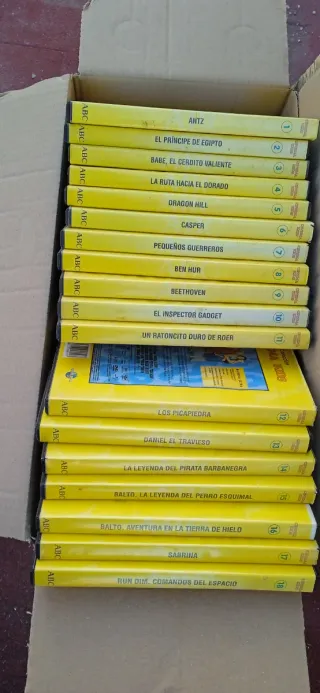 ABC ANTZ 1
ABC EL PRÍNCIPE DE EGIPTO 2
ABC BABE, EL CERDITO VALIENTE 3
ABC LA RUTA HACIA EL DORADO 4
ABC DRAGON HILL 5
ABC CASPER 6
ABC PEQUEÑOS GUERREROS 7
ABC BEN HUR 8
ABC BEETHOVEN 9
ABC EL INSPECTOR GADGET 10
ABC UN RATONCITO DURO DE ROER 11
ABC LOS PICAPIEDRA 12
ABC DANIEL EL TRAVIESO 13
ABC LA LEYENDA DEL PIRATA BARBANEGRA 14
ABC BALTO. LA LEYENDA DEL PERRO ESQUIMAL 15
ABC BALTO. AVENTURA EN LA TIERRA DE HIELO 16
ABC SABRINA 17
ABC RUN DIM. COMANDOS DEL ESPACIO 18